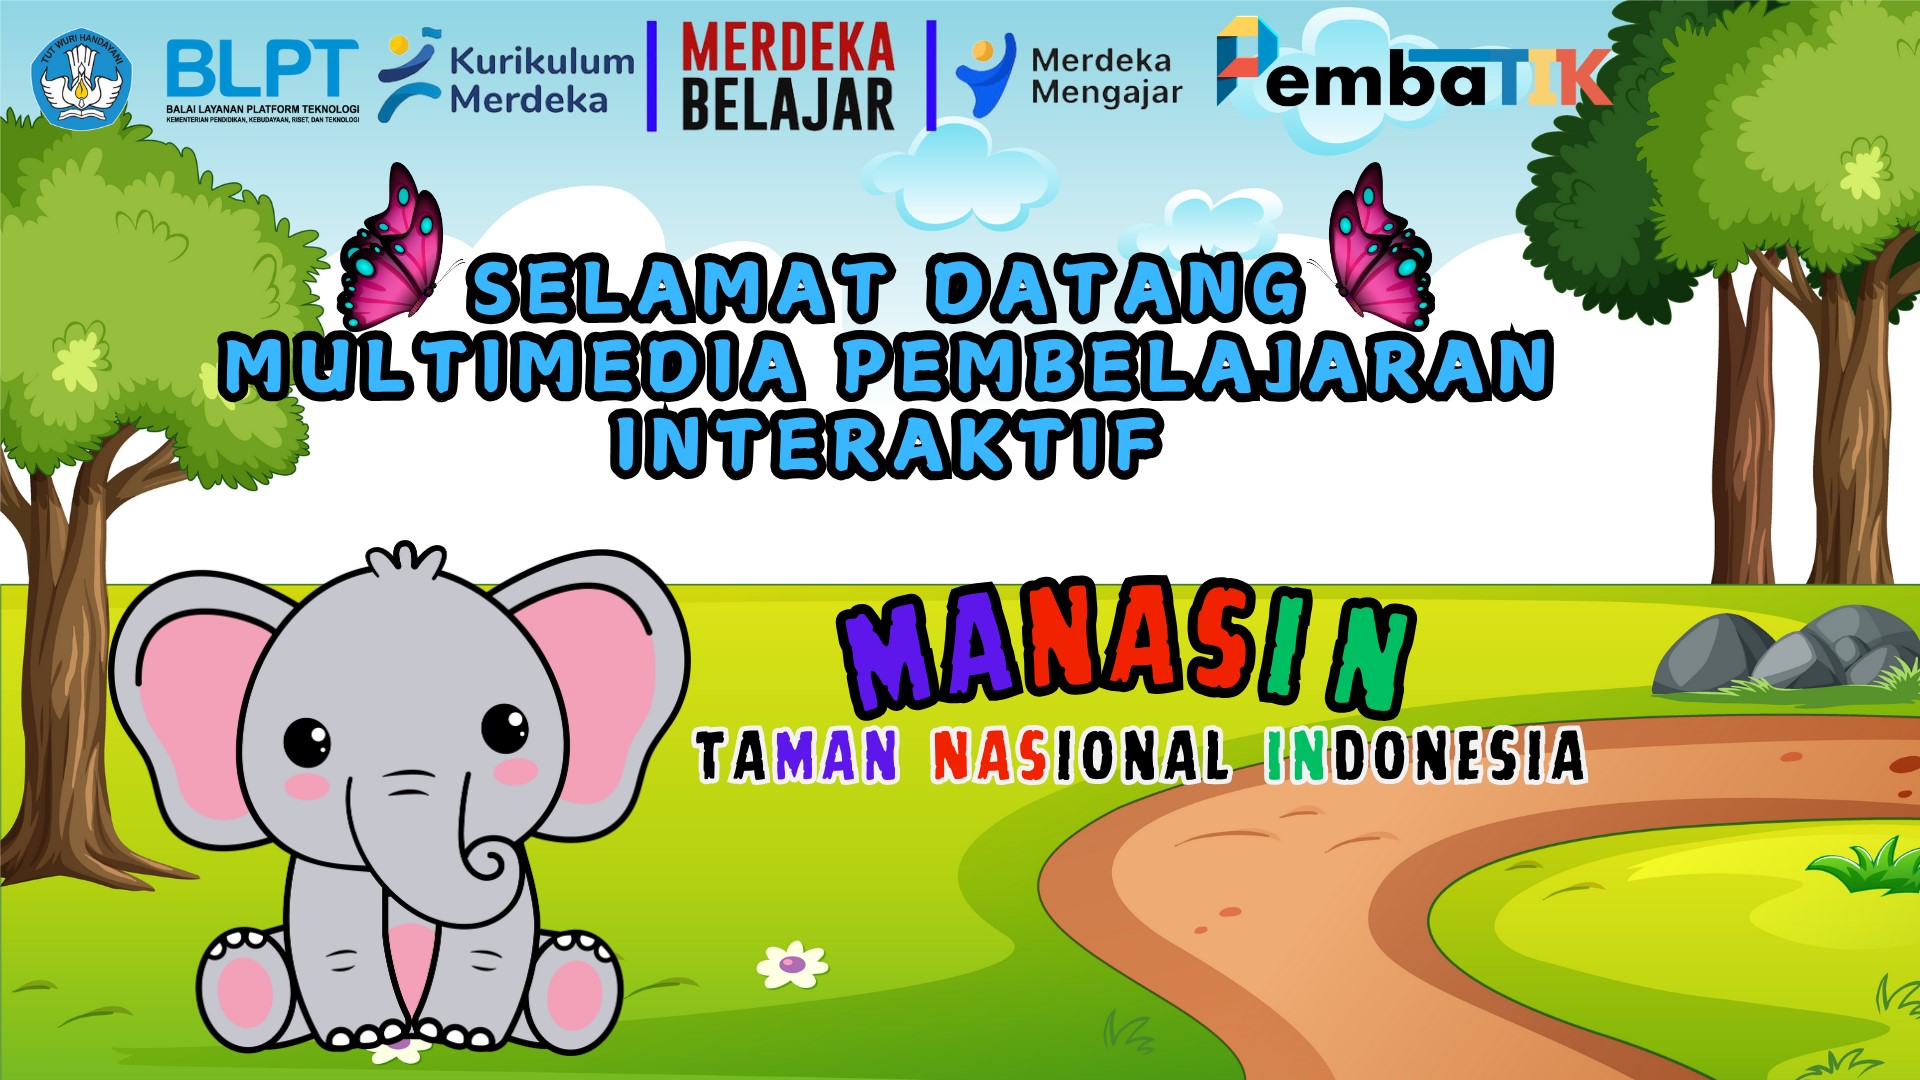 TUT WURI HANDAYANI
BLPT
BALAI LAYANAN PLATFORM TEKNOLOGI
KEMENTERIAN PENDIDIKAN, KEBUDAYAAN, RISET, DAN TEKNOLOGI
Kurikulum
Merdeka
MERDEKA
BELAJAR
Merdeka
Mengajar
PembaTIK
SELAMAT DATANG
MULTIMEDIA PEMBELAJARAN
INTERAKTIF
MANASIN
TAMAN NASIONAL INDONESIA